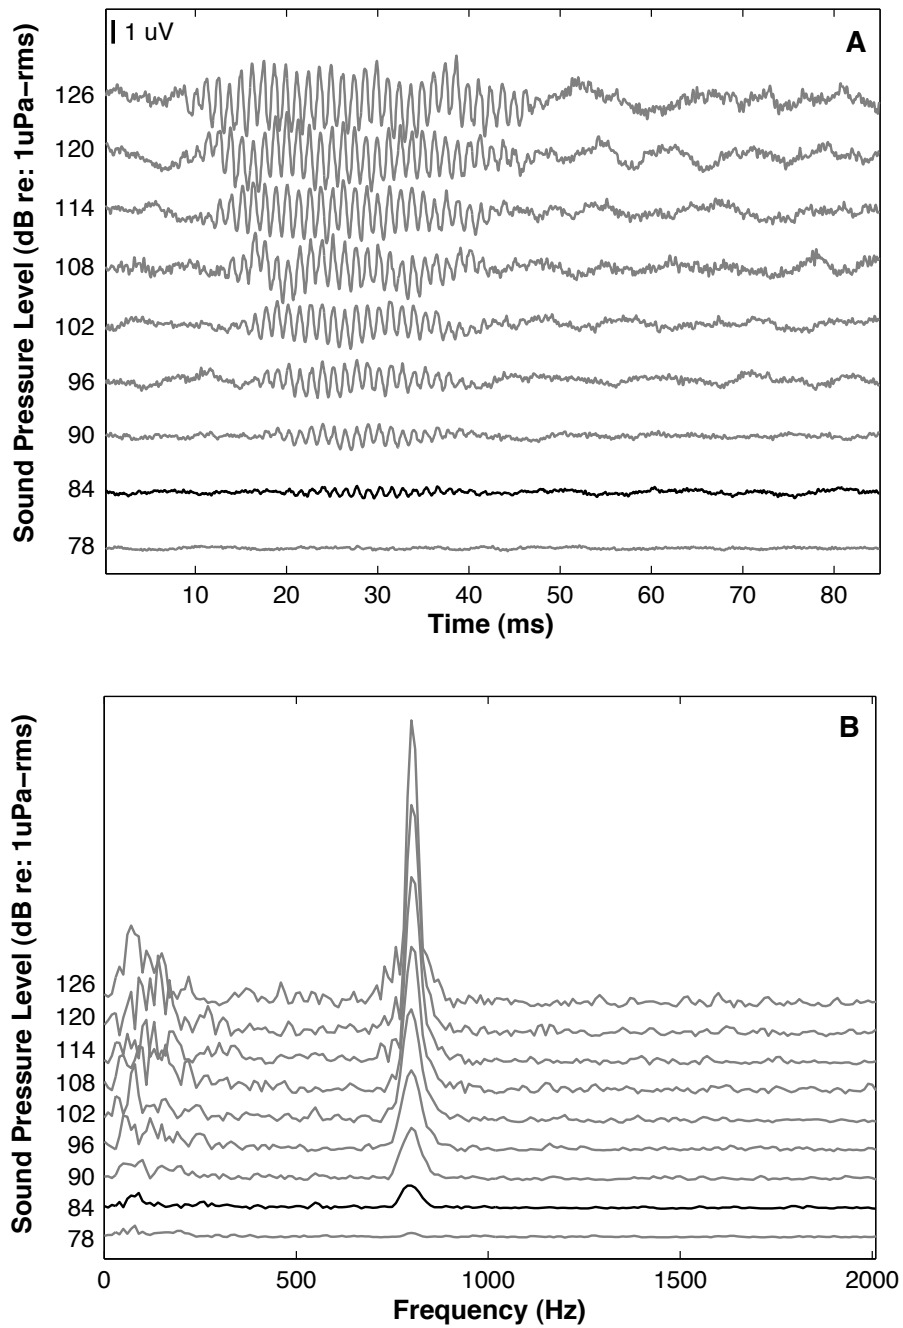 1 uV
A
Sound Pressure Level (dB re: 1uPa−rms)
126
120
114
108
102
96
90
84
78
10 20 30 40 50 60 70 80
Time (ms)
B
Sound Pressure Level (dB re: 1uPa−rms)
126
120
114
108
102
96
90
84
78
0 500 1000 1500 2000
Frequency (Hz)